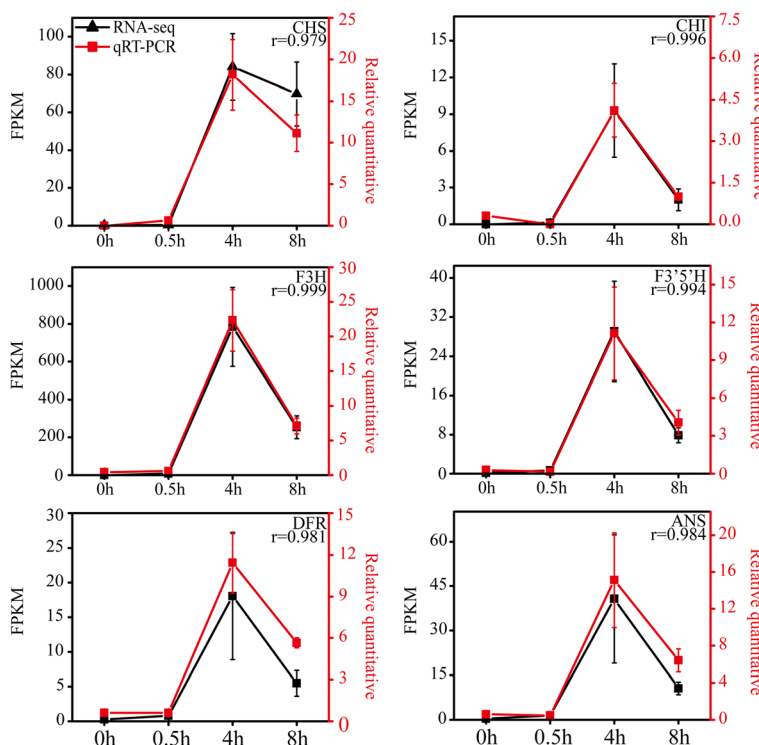 RNA-seq
qRT-PCR
CHS
r=0.979
100
80
60
40
20
0
FPKM
25
20
15
10
5
0
Relative quantitative
0h 0.5h 4h 8h
CHI
r=0.996
15
12
9
6
3
0
FPKM
7.5
6.0
4.5
3.0
1.5
0.0
Relative quantitative
0h 0.5h 4h 8h
F3H
r=0.999
1000
800
600
400
200
0
FPKM
30
25
20
15
10
5
0
Relative quantitative
0h 0.5h 4h 8h
F3'5'H
r=0.994
40
32
24
16
8
0
FPKM
15
12
9
6
3
0
Relative quantitative
0h 0.5h 4h 8h
DFR
r=0.981
30
25
20
15
10
5
0
FPKM
15
12
9
6
3
0
Relative quantitative
0h 0.5h 4h 8h
ANS
r=0.984
60
45
30
15
0
FPKM
20
16
12
8
4
0
Relative quantitative
0h 0.5h 4h 8h